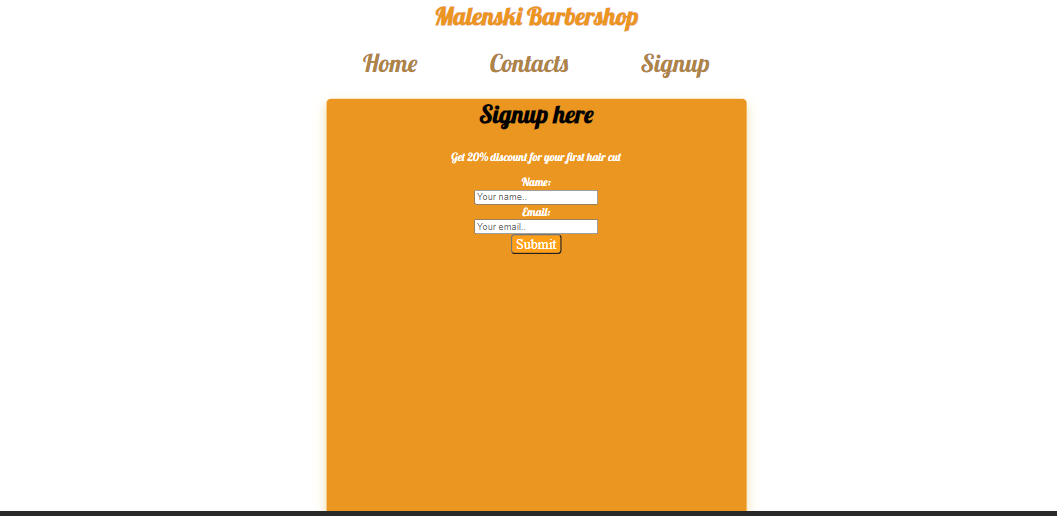 Malenski Barbershop
Home Contacts Signup
Signup here
Get 20% discount for your first hair cut
Name:
Your name..
Email:
Your email..
Submit